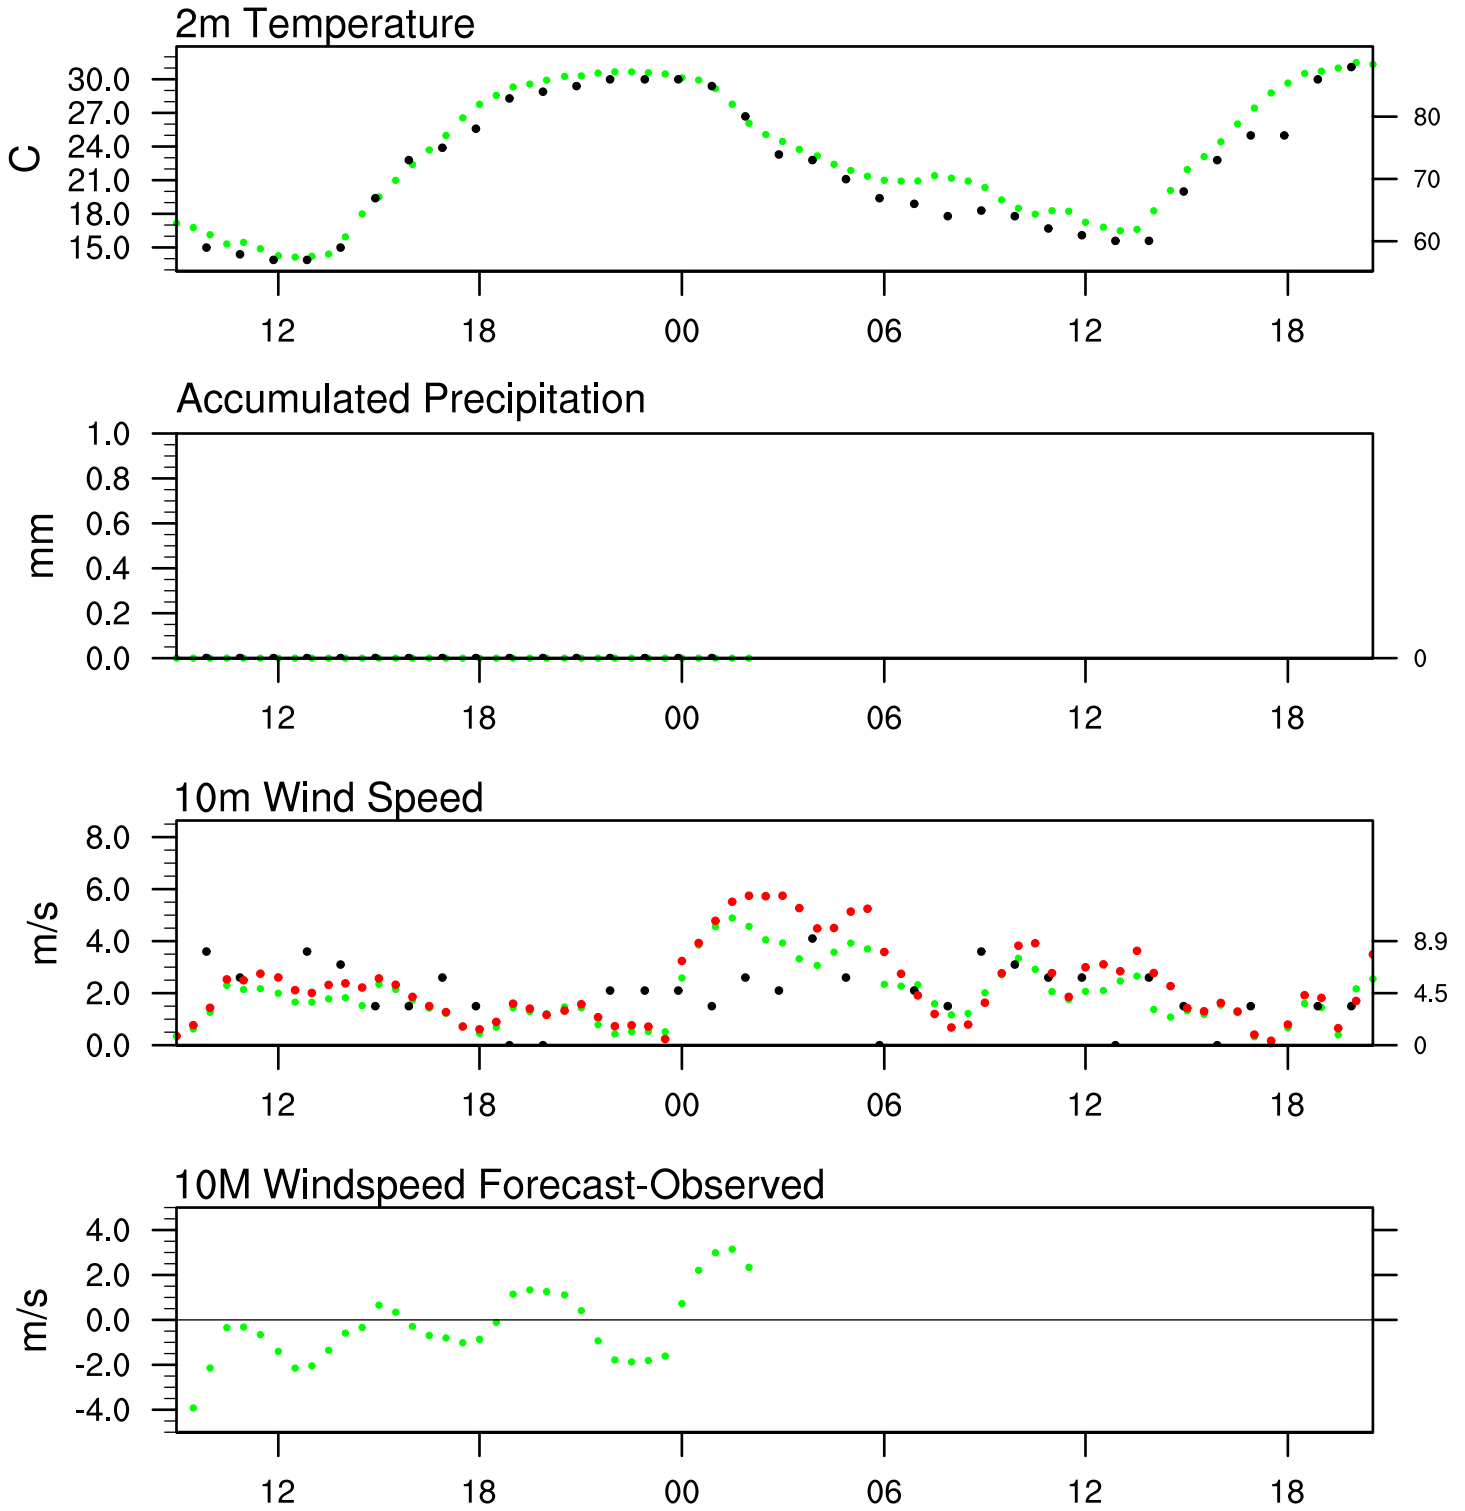 2m Temperature
30.0
27.0
24.0
21.0
18.0
15.0
C
80
70
60
12 18 00 06 12 18
Accumulated Precipitation
1.0
0.8
0.6
0.4
0.2
0.0
mm
0
12 18 00 06 12 18
10m Wind Speed
8.0
6.0
4.0
2.0
0.0
m/s
8.9
4.5
0
12 18 00 06 12 18
10M Windspeed Forecast-Observed
4.0
2.0
0.0
-2.0
-4.0
m/s
12 18 00 06 12 18